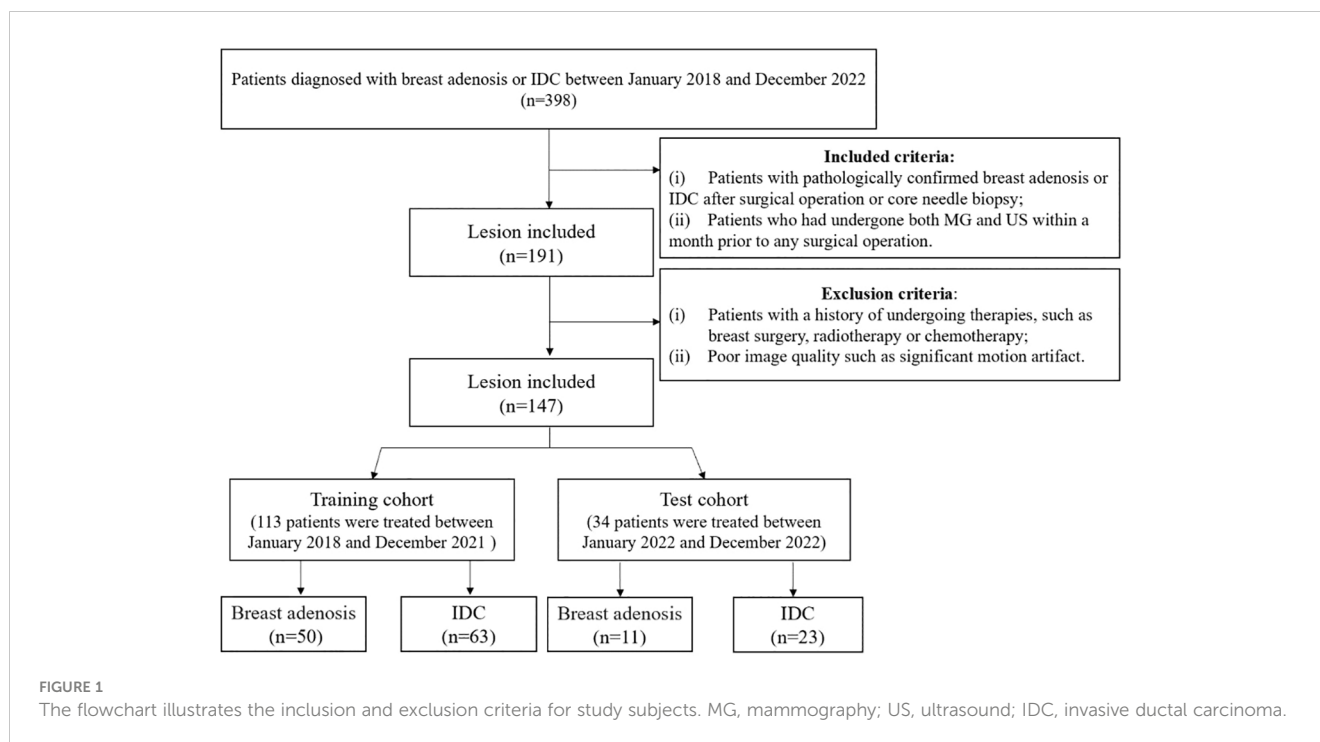 Patients diagnosed with breast adenosis or IDC between January 2018 and December 2022
(n=398)
Included criteria:
(i) Patients with pathologically confirmed breast adenosis or
IDC after surgical operation or core needle biopsy;
(ii) Patients who had undergone both MG and US within a
month prior to any surgical operation.
Lesion included
(n=191)
Exclusion criteria:
(i) Patients with a history of undergoing therapies, such as
breast surgery, radiotherapy or chemotherapy;
(ii) Poor image quality such as significant motion artifact.
Lesion included
(n=147)
Training cohort
(113 patients were treated between
January 2018 and December 2021 )
Test cohort
(34 patients were treated between
January 2022 and December 2022)
Breast adenosis
(n=50)
IDC
(n=63)
Breast adenosis
(n=11)
IDC
(n=23)
FIGURE 1
The flowchart illustrates the inclusion and exclusion criteria for study subjects. MG, mammography; US, ultrasound; IDC, invasive ductal carcinoma.